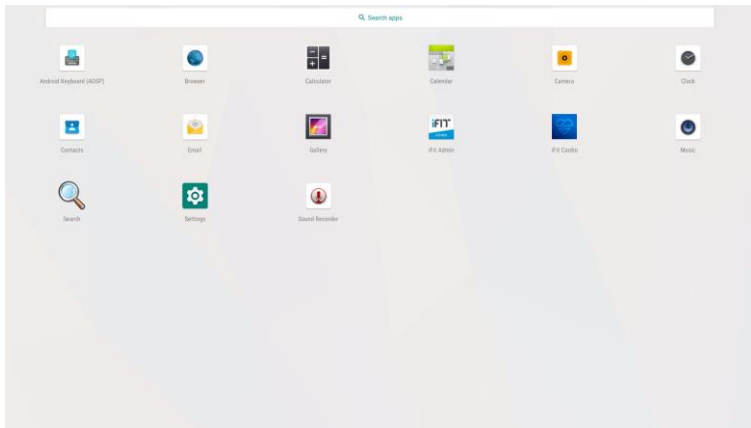 Search apps
Android Keyboard (AOSP)
Browser
Calculator
Calendar
Camera
Clock
Contacts
Email
Gallery
iFIT
iFit Admin
iFit Cardio
Music
Search
Settings
Sound Recorder